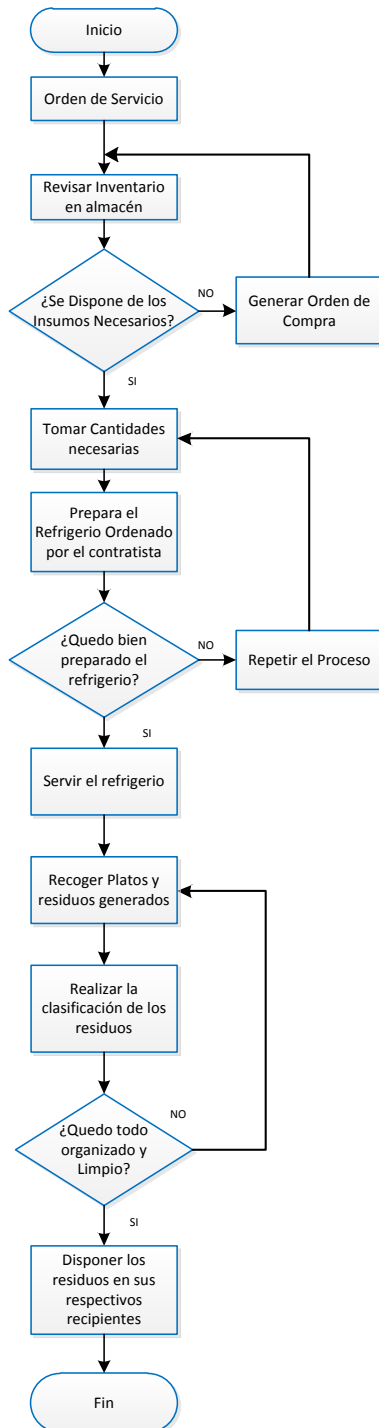 Inicio
Orden de Servicio
Revisar Inventario
en almacén
¿Se Dispone de los
Insumos Necesarios?
NO
Generar Orden de
Compra
SI
Tomar Cantidades
necesarias
Prepara el
Refrigerio Ordenado
por el contratista
¿Quedo bien
preparado el
refrigerio?
NO
Repetir el Proceso
SI
Servir el refrigerio
Recoger Platos y
residuos generados
Realizar la
clasificación de los
residuos
¿Quedo todo
organizado y
Limpio?
NO
SI
Disponer los
residuos en sus
respectivos
recipientes
Fin